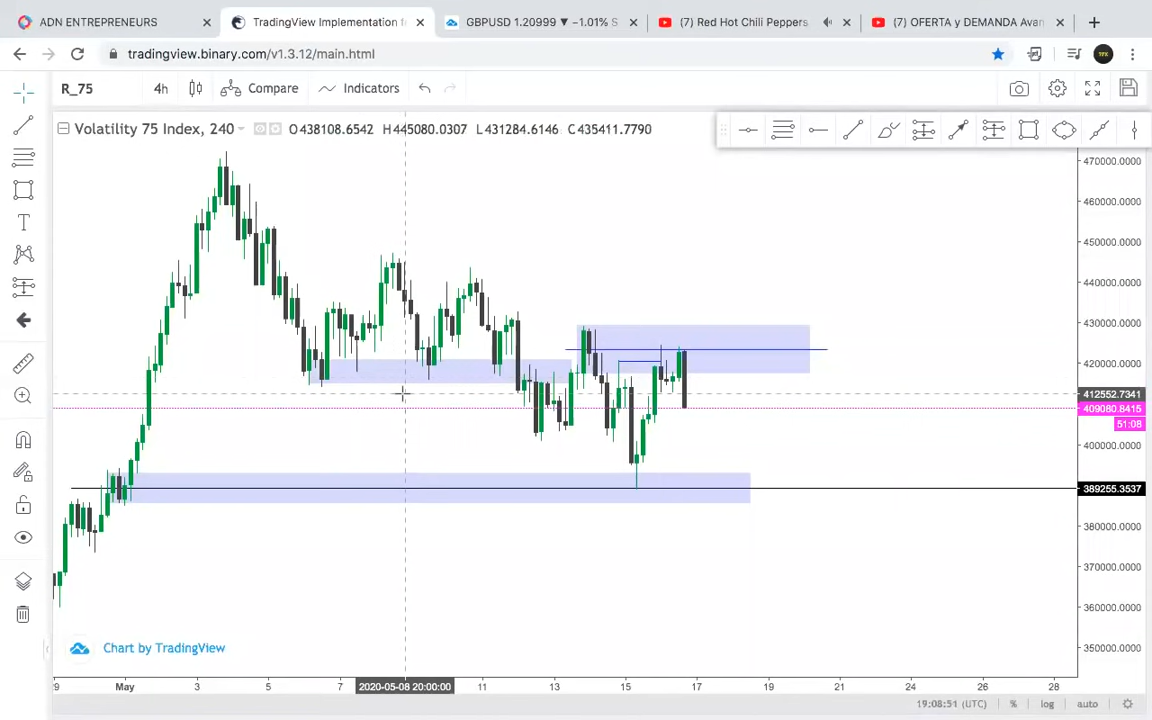 ADN ENTREPRENEURS
TradingView Implementation t
GBPUSD 1.20999 ▼ −1.01% S
(7) Red Hot Chili Peppers
(7) OFERTA y DEMANDA Avan
tradingview.binary.com/v1.3.12/main.html
R_75 4h Compare Indicators
Volatility 75 Index, 240 O438108.6542 H445080.0307 L431284.6146 C435411.7790
470000.0000
460000.0000
450000.0000
440000.0000
430000.0000
420000.0000
412552.7341
409080.8415
51:08
400000.0000
389255.3537
380000.0000
370000.0000
360000.0000
350000.0000
Chart by TradingView
9 May 3 5 7 2020-05-08 20:00:00 11 13 15 17 19 21 24 26 28
19:08:51 (UTC) % log auto